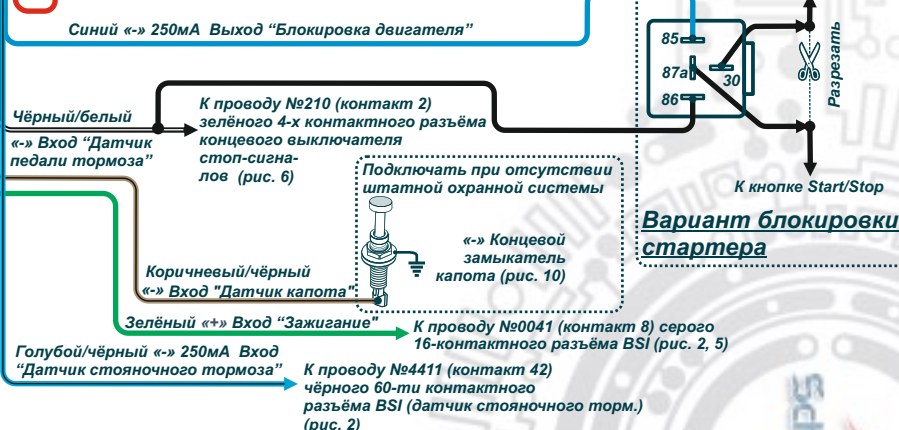 Синий «-» 250мА Выход “Блокировка двигателя”
85
87а
30
86
Разрезать
К кнопке Start/Stop
Вариант блокировки
стартера
Чёрный/белый
«-» Вход “Датчик
педали тормоза”
К проводу №210 (контакт 2)
зелёного 4-х контактного разъёма
концевого выключателя
стоп-сигна-
лов (рис. 6)
Подключать при отсутствии
штатной охранной системы
«-» Концевой
замыкатель
капота (рис. 10)
Коричневый/чёрный
«-» Вход "Датчик капота"
Зелёный «+» Вход “Зажигание"
К проводу №0041 (контакт 8) серого
16-контактного разъёма BSI (рис. 2, 5)
Голубой/чёрный «-» 250мА Вход
“Датчик стояночного тормоза”
К проводу №4411 (контакт 42)
чёрного 60-ти контактного
разъёма BSI (датчик стояночного торм.)
(рис. 2)